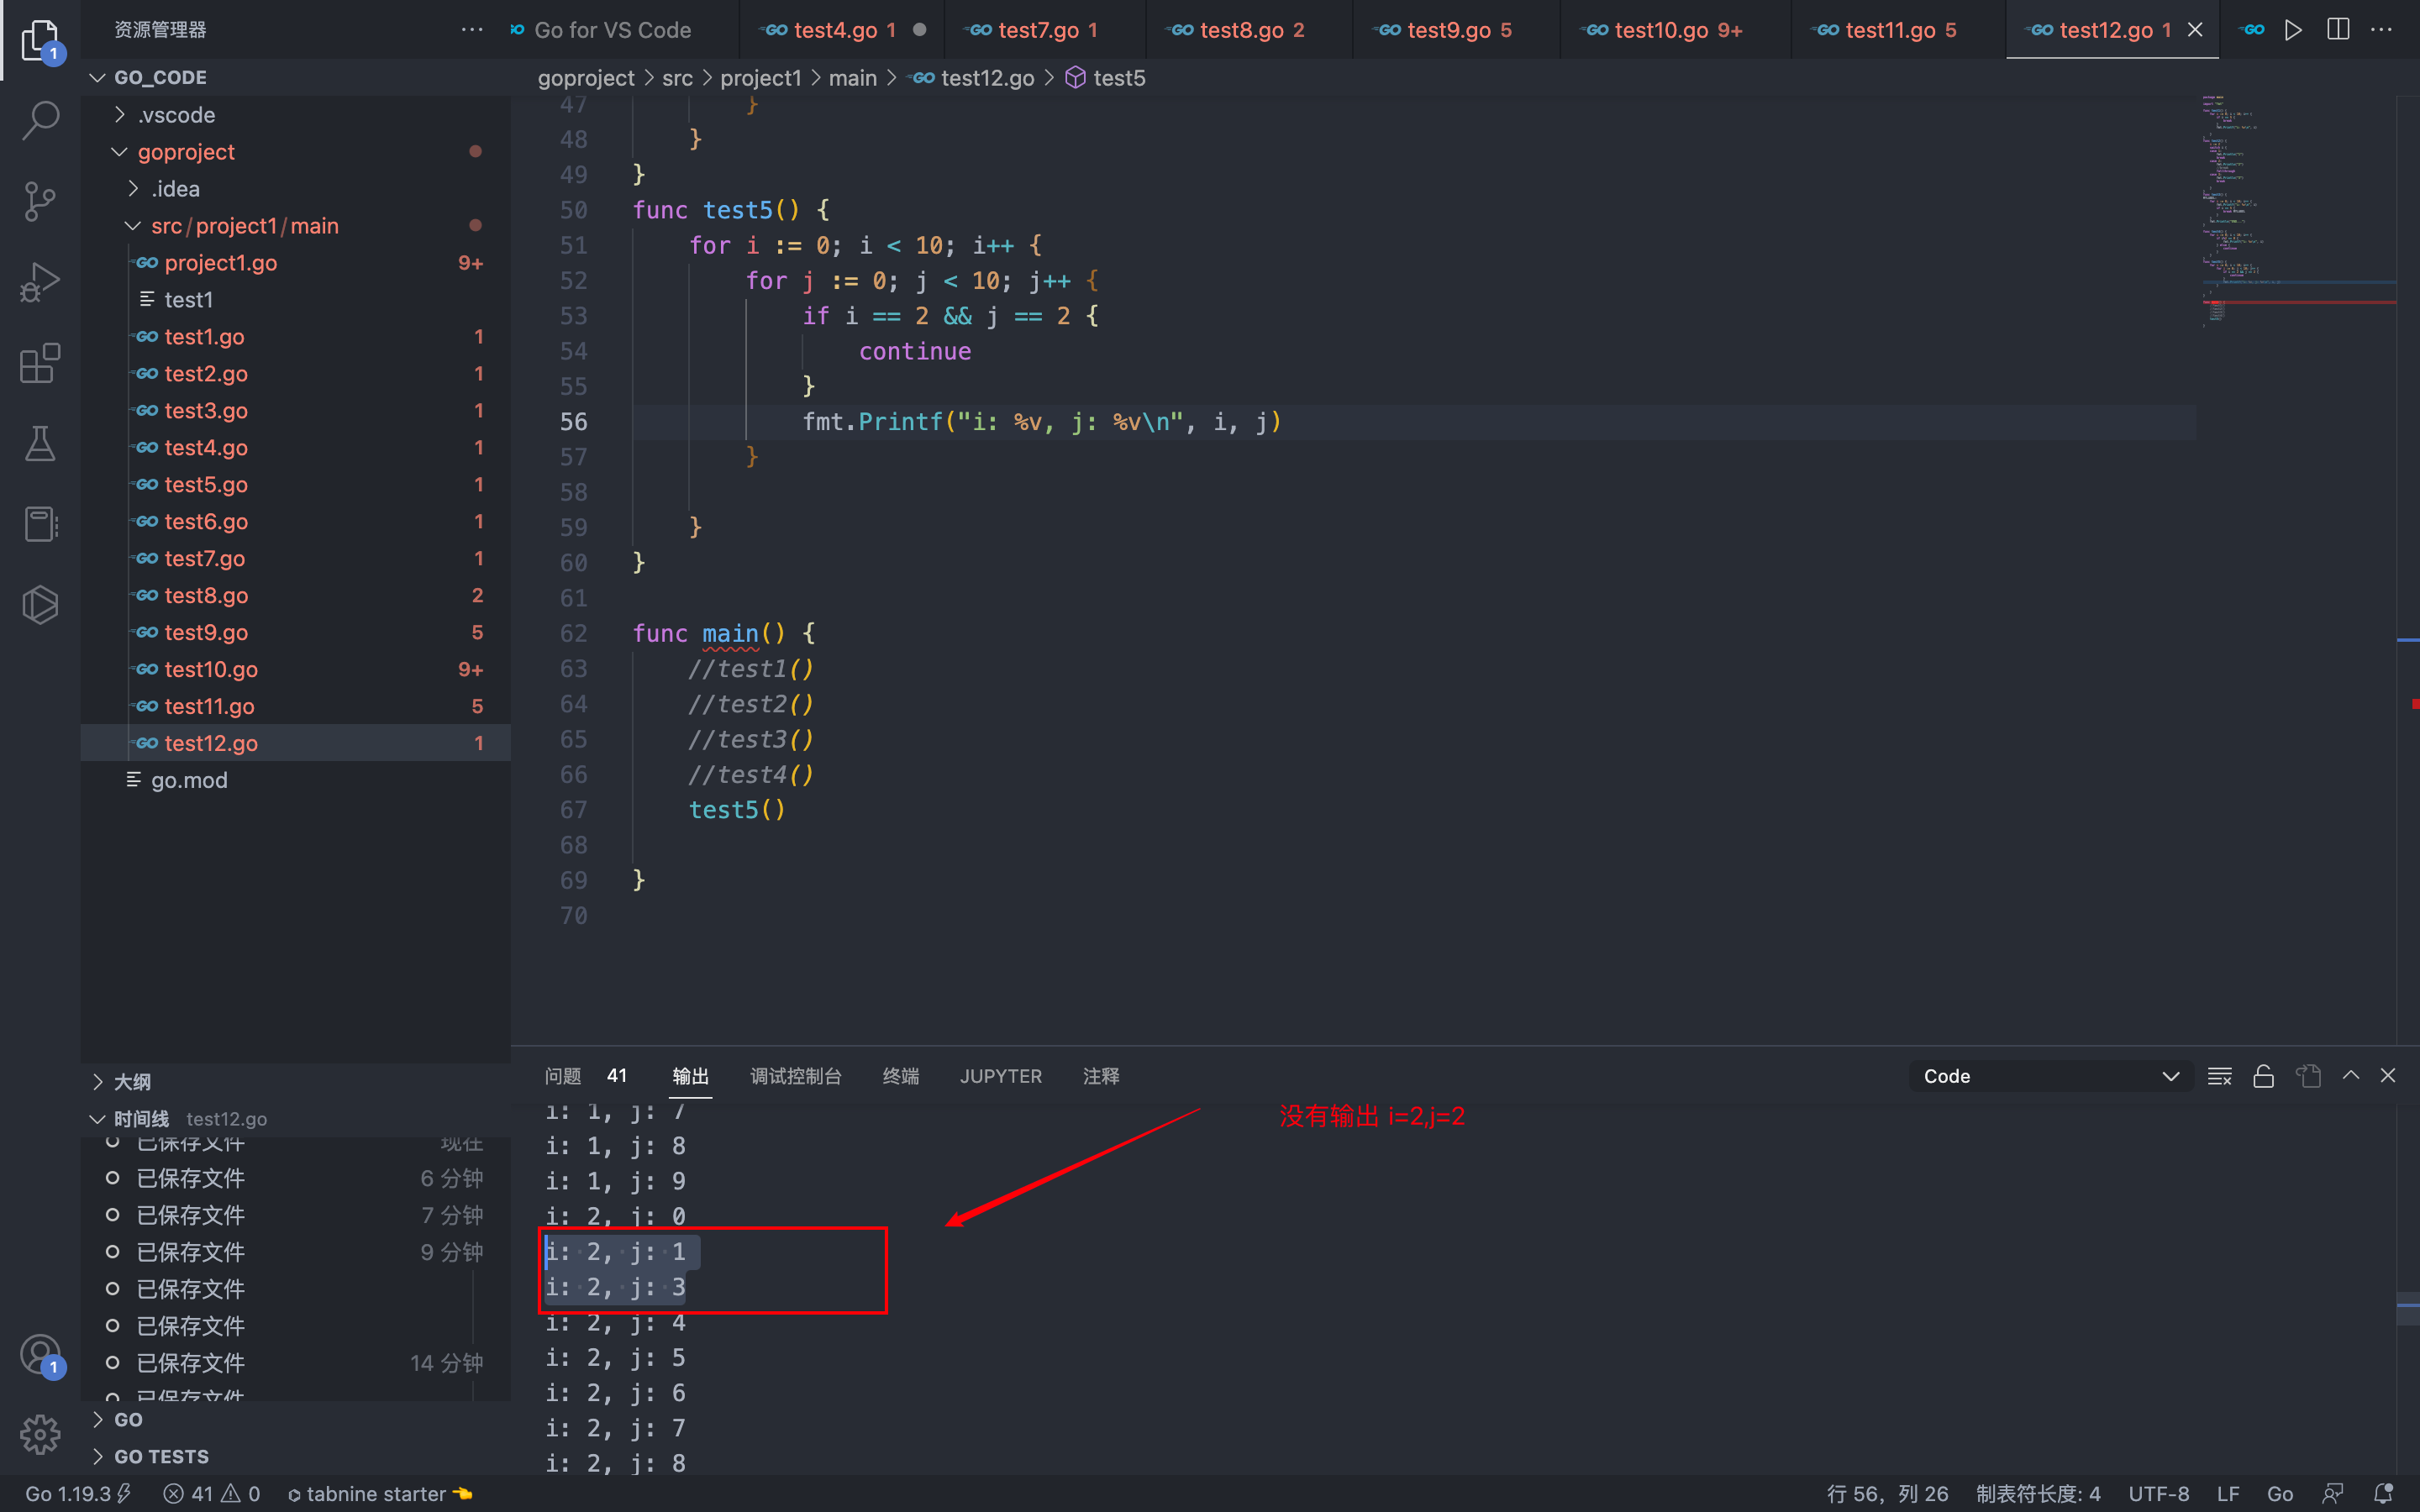 资源管理器
Go for VS Code
test4.go 1
test7.go 1
test8.go 2
test9.go 5
test10.go 9+
test11.go 5
test12.go 1
1
GO_CODE
.vscode
goproject
.idea
src/project1/main
project1.go 9+
test1
test1.go 1
test2.go 1
test3.go 1
test4.go 1
test5.go 1
test6.go 1
test7.go 1
test8.go 2
test9.go 5
test10.go 9+
test11.go 5
test12.go 1
go.mod
大纲
时间线 test12.go
已保存文件 现在
已保存文件 6 分钟
已保存文件 7 分钟
已保存文件 9 分钟
已保存文件
已保存文件
已保存文件 14 分钟
已保存文件
GO
GO TESTS
1
goproject > src > project1 > main > test12.go > test5
47 }
48 }
49 }
50 func test5() {
51 for i := 0; i < 10; i++ {
52 for j := 0; j < 10; j++ {
53 if i == 2 && j == 2 {
54 continue
55 }
56 fmt.Printf("i: %v, j: %v\n", i, j)
57 }
58
59 }
60 }
61
62 func main() {
63 //test1()
64 //test2()
65 //test3()
66 //test4()
67 test5()
68
69 }
70
问题 41 输出 调试控制台 终端 JUPYTER 注释
Code
i: 1, j: 7
没有输出 i=2,j=2
i: 1, j: 8
i: 1, j: 9
i: 2, j: 0
i: 2, j: 1
i: 2, j: 3
i: 2, j: 4
i: 2, j: 5
i: 2, j: 6
i: 2, j: 7
i: 2, j: 8
Go 1.19.3 41 0 tabnine starter
行 56，列 26 制表符长度: 4 UTF-8 LF Go